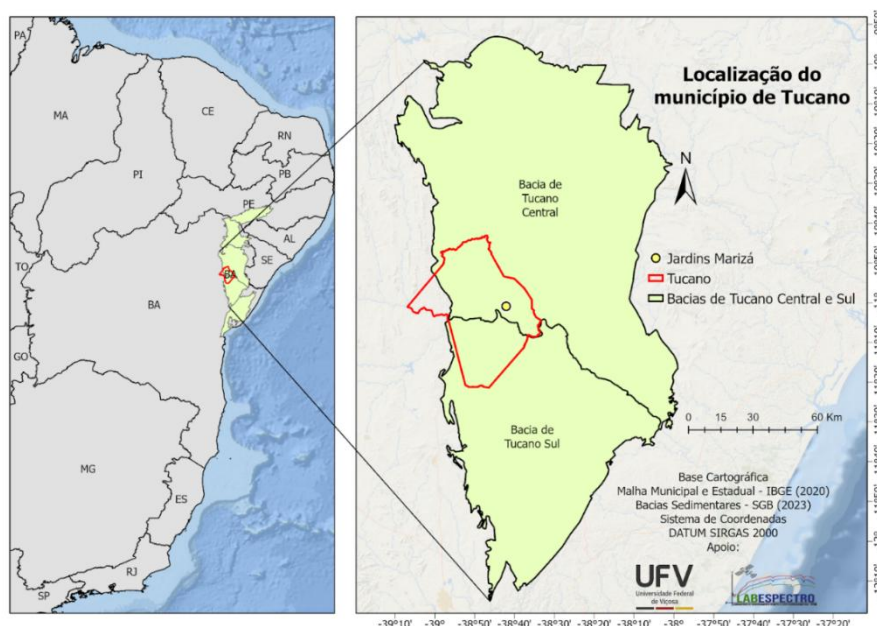 PA
MA
CE
RN
PB
PI
PE
AL
SE
TO
BA
BA
GO
MG
ES
SP
RJ
Localização do
município de Tucano
N
Bacia de
Tucano
Central
Jardins Marizá
Tucano
Bacias de Tucano Central e Sul
0 15 30 60 Km
Bacia de
Tucano Sul
Base Cartográfica
Malha Municipal e Estadual - IBGE (2020)
Bacias Sedimentares - SGB (2023)
Sistema de Coordenadas
DATUM SIRGAS 2000
Apoio:
UFV
Universidade Federal
de Viçosa
LABESPECTRO
-39°10' -39° -38°50' -38°40' -38°30' -38°20' -38°10' -38° -37°50' -37°40' -37°30' -37°20'